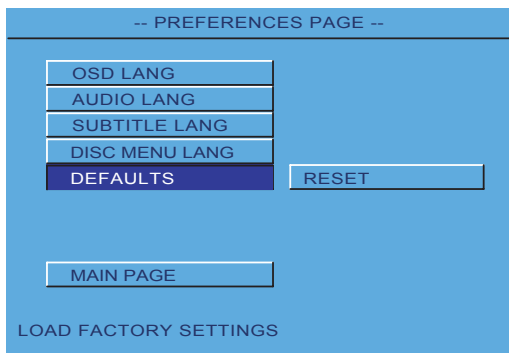 -- PREFERENCES PAGE --
OSD LANG
AUDIO LANG
SUBTITLE LANG
DISC MENU LANG
DEFAULTS RESET
MAIN PAGE
LOAD FACTORY SETTINGS